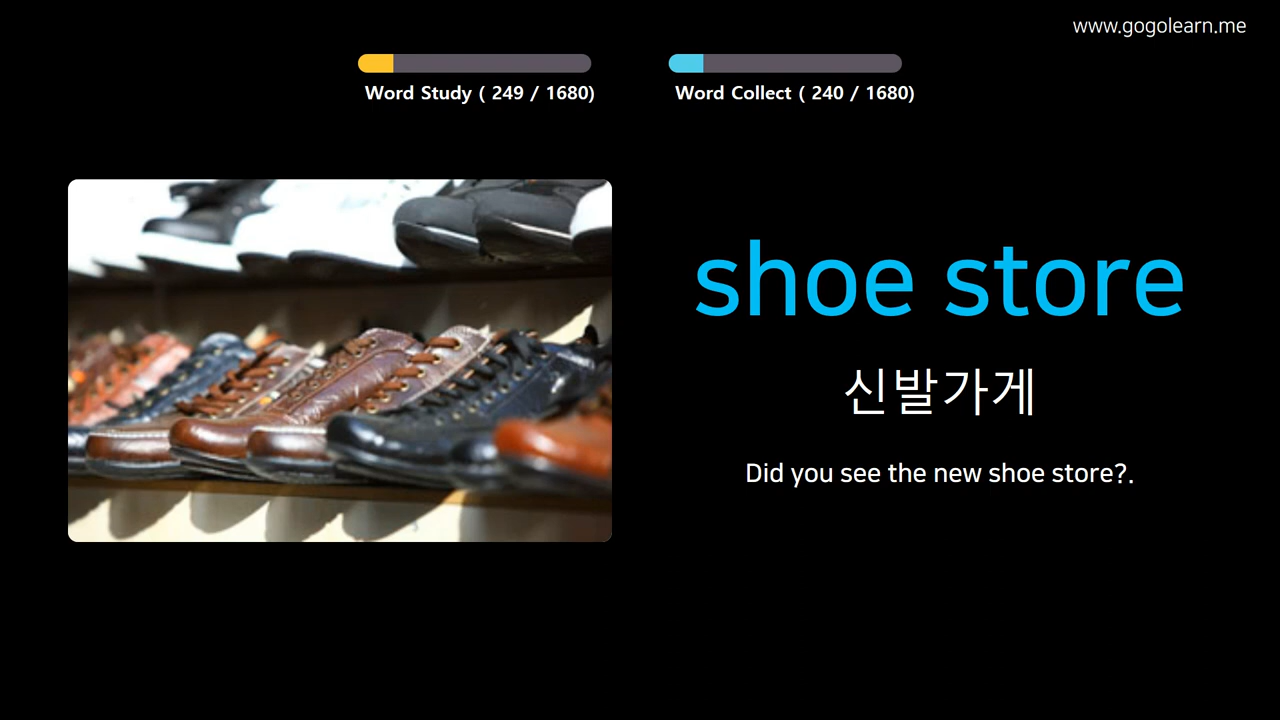 www.gogolearn.me
Word Study ( 249 / 1680)
Word Collect ( 240 / 1680)
shoe store
신발가게
Did you see the new shoe store?.